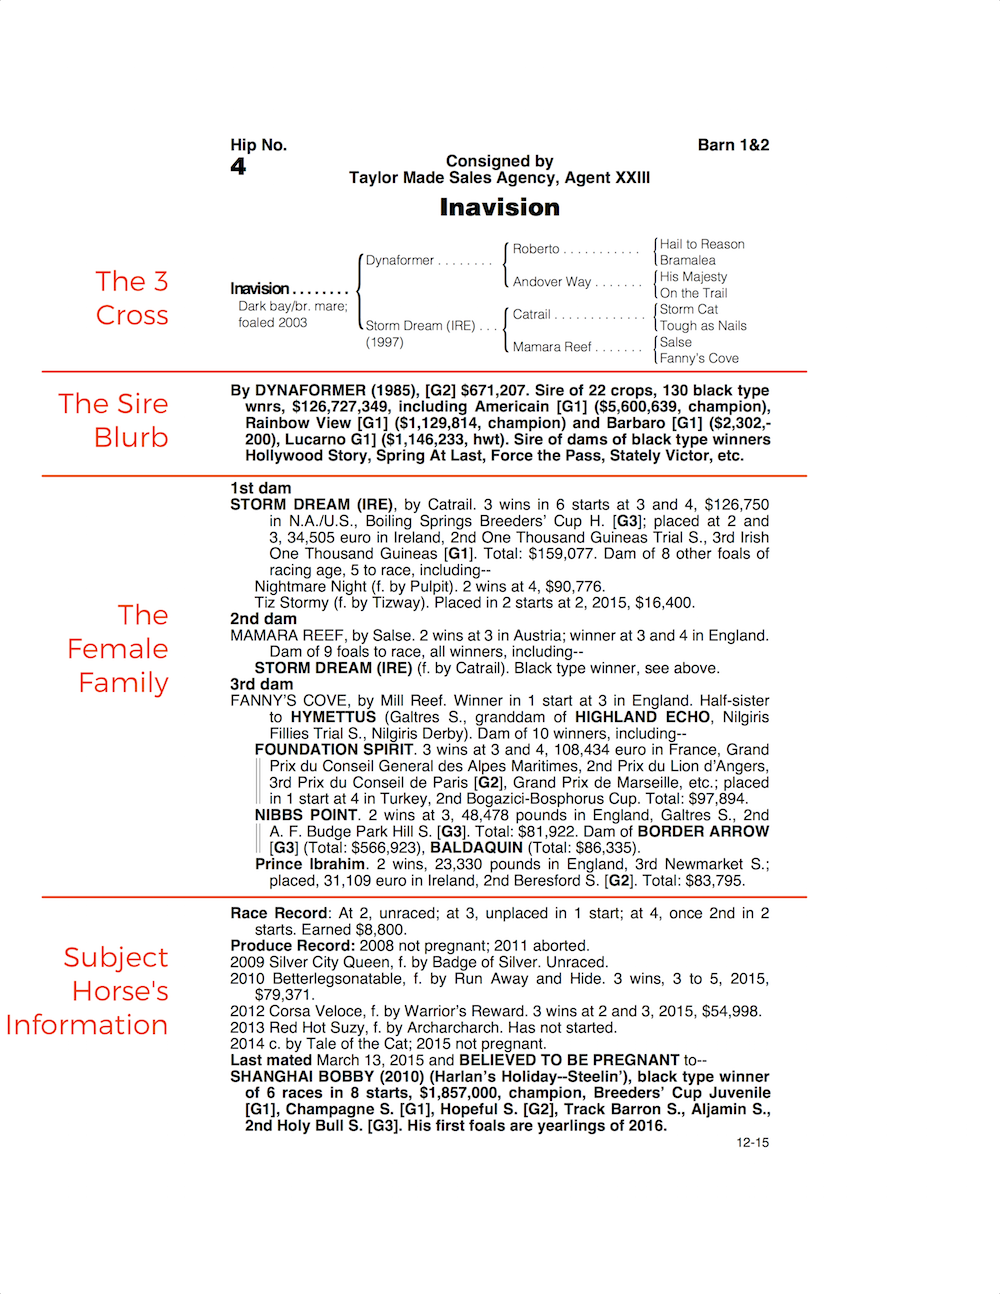 Hip No.
Barn 1&2
4
Consigned by
Taylor Made Sales Agency, Agent XXIII
Inavision
The 3
Cross
Inavision . . . . . . . .
Dark bay/br. mare;
foaled 2003
Dynaformer . . . . . . . .
Storm Dream (IRE) . . .
(1997)
Roberto . . . . . . . . . . .
Andover Way . . . . . . .
Catrail . . . . . . . . . . . . .
Mamara Reef . . . . . . .
Hail to Reason
Bramalea
His Majesty
On the Trail
Storm Cat
Tough as Nails
Salse
Fanny's Cove
The Sire
Blurb
By DYNAFORMER (1985), [G2] $671,207. Sire of 22 crops, 130 black type
wnrs, $126,727,349, including Americain [G1] ($5,600,639, champion),
Rainbow View [G1] ($1,129,814, champion) and Barbaro [G1] ($2,302,-
200), Lucarno G1] ($1,146,233, hwt). Sire of dams of black type winners
Hollywood Story, Spring At Last, Force the Pass, Stately Victor, etc.
The
Female
Family
1st dam
STORM DREAM (IRE), by Catrail. 3 wins in 6 starts at 3 and 4, $126,750
in N.A./U.S., Boiling Springs Breeders' Cup H. [G3]; placed at 2 and
3, 34,505 euro in Ireland, 2nd One Thousand Guineas Trial S., 3rd Irish
One Thousand Guineas [G1]. Total: $159,077. Dam of 8 other foals of
racing age, 5 to race, including--
Nightmare Night (f. by Pulpit). 2 wins at 4, $90,776.
Tiz Stormy (f. by Tizway). Placed in 2 starts at 2, 2015, $16,400.
2nd dam
MAMARA REEF, by Salse. 2 wins at 3 in Austria; winner at 3 and 4 in England.
Dam of 9 foals to race, all winners, including--
STORM DREAM (IRE) (f. by Catrail). Black type winner, see above.
3rd dam
FANNY'S COVE, by Mill Reef. Winner in 1 start at 3 in England. Half-sister
to HYMETTUS (Galtres S., granddam of HIGHLAND ECHO, Nilgiris
Fillies Trial S., Nilgiris Derby). Dam of 10 winners, including--
FOUNDATION SPIRIT. 3 wins at 3 and 4, 108,434 euro in France, Grand
Prix du Conseil General des Alpes Maritimes, 2nd Prix du Lion d'Angers,
3rd Prix du Conseil de Paris [G2], Grand Prix de Marseille, etc.; placed
in 1 start at 4 in Turkey, 2nd Bogazici-Bosphorus Cup. Total: $97,894.
NIBBS POINT. 2 wins at 3, 48,478 pounds in England, Galtres S., 2nd
A. F. Budge Park Hill S. [G3]. Total: $81,922. Dam of BORDER ARROW
[G3] (Total: $566,923), BALDAQUIN (Total: $86,335).
Prince Ibrahim. 2 wins, 23,330 pounds in England, 3rd Newmarket S.;
placed, 31,109 euro in Ireland, 2nd Beresford S. [G2]. Total: $83,795.
Subject
Horse's
Information
Race Record: At 2, unraced; at 3, unplaced in 1 start; at 4, once 2nd in 2
starts. Earned $8,800.
Produce Record: 2008 not pregnant; 2011 aborted.
2009 Silver City Queen, f. by Badge of Silver. Unraced.
2010 Betterlegsonatable, f. by Run Away and Hide. 3 wins, 3 to 5, 2015,
$79,371.
2012 Corsa Veloce, f. by Warrior's Reward. 3 wins at 2 and 3, 2015, $54,998.
2013 Red Hot Suzy, f. by Archarcharch. Has not started.
2014 c. by Tale of the Cat; 2015 not pregnant.
Last mated March 13, 2015 and BELIEVED TO BE PREGNANT to--
SHANGHAI BOBBY (2010) (Harlan's Holiday--Steelin'), black type winner
of 6 races in 8 starts, $1,857,000, champion, Breeders' Cup Juvenile
[G1], Champagne S. [G1], Hopeful S. [G2], Track Barron S., Aljamin S.,
2nd Holy Bull S. [G3]. His first foals are yearlings of 2016.
12-15